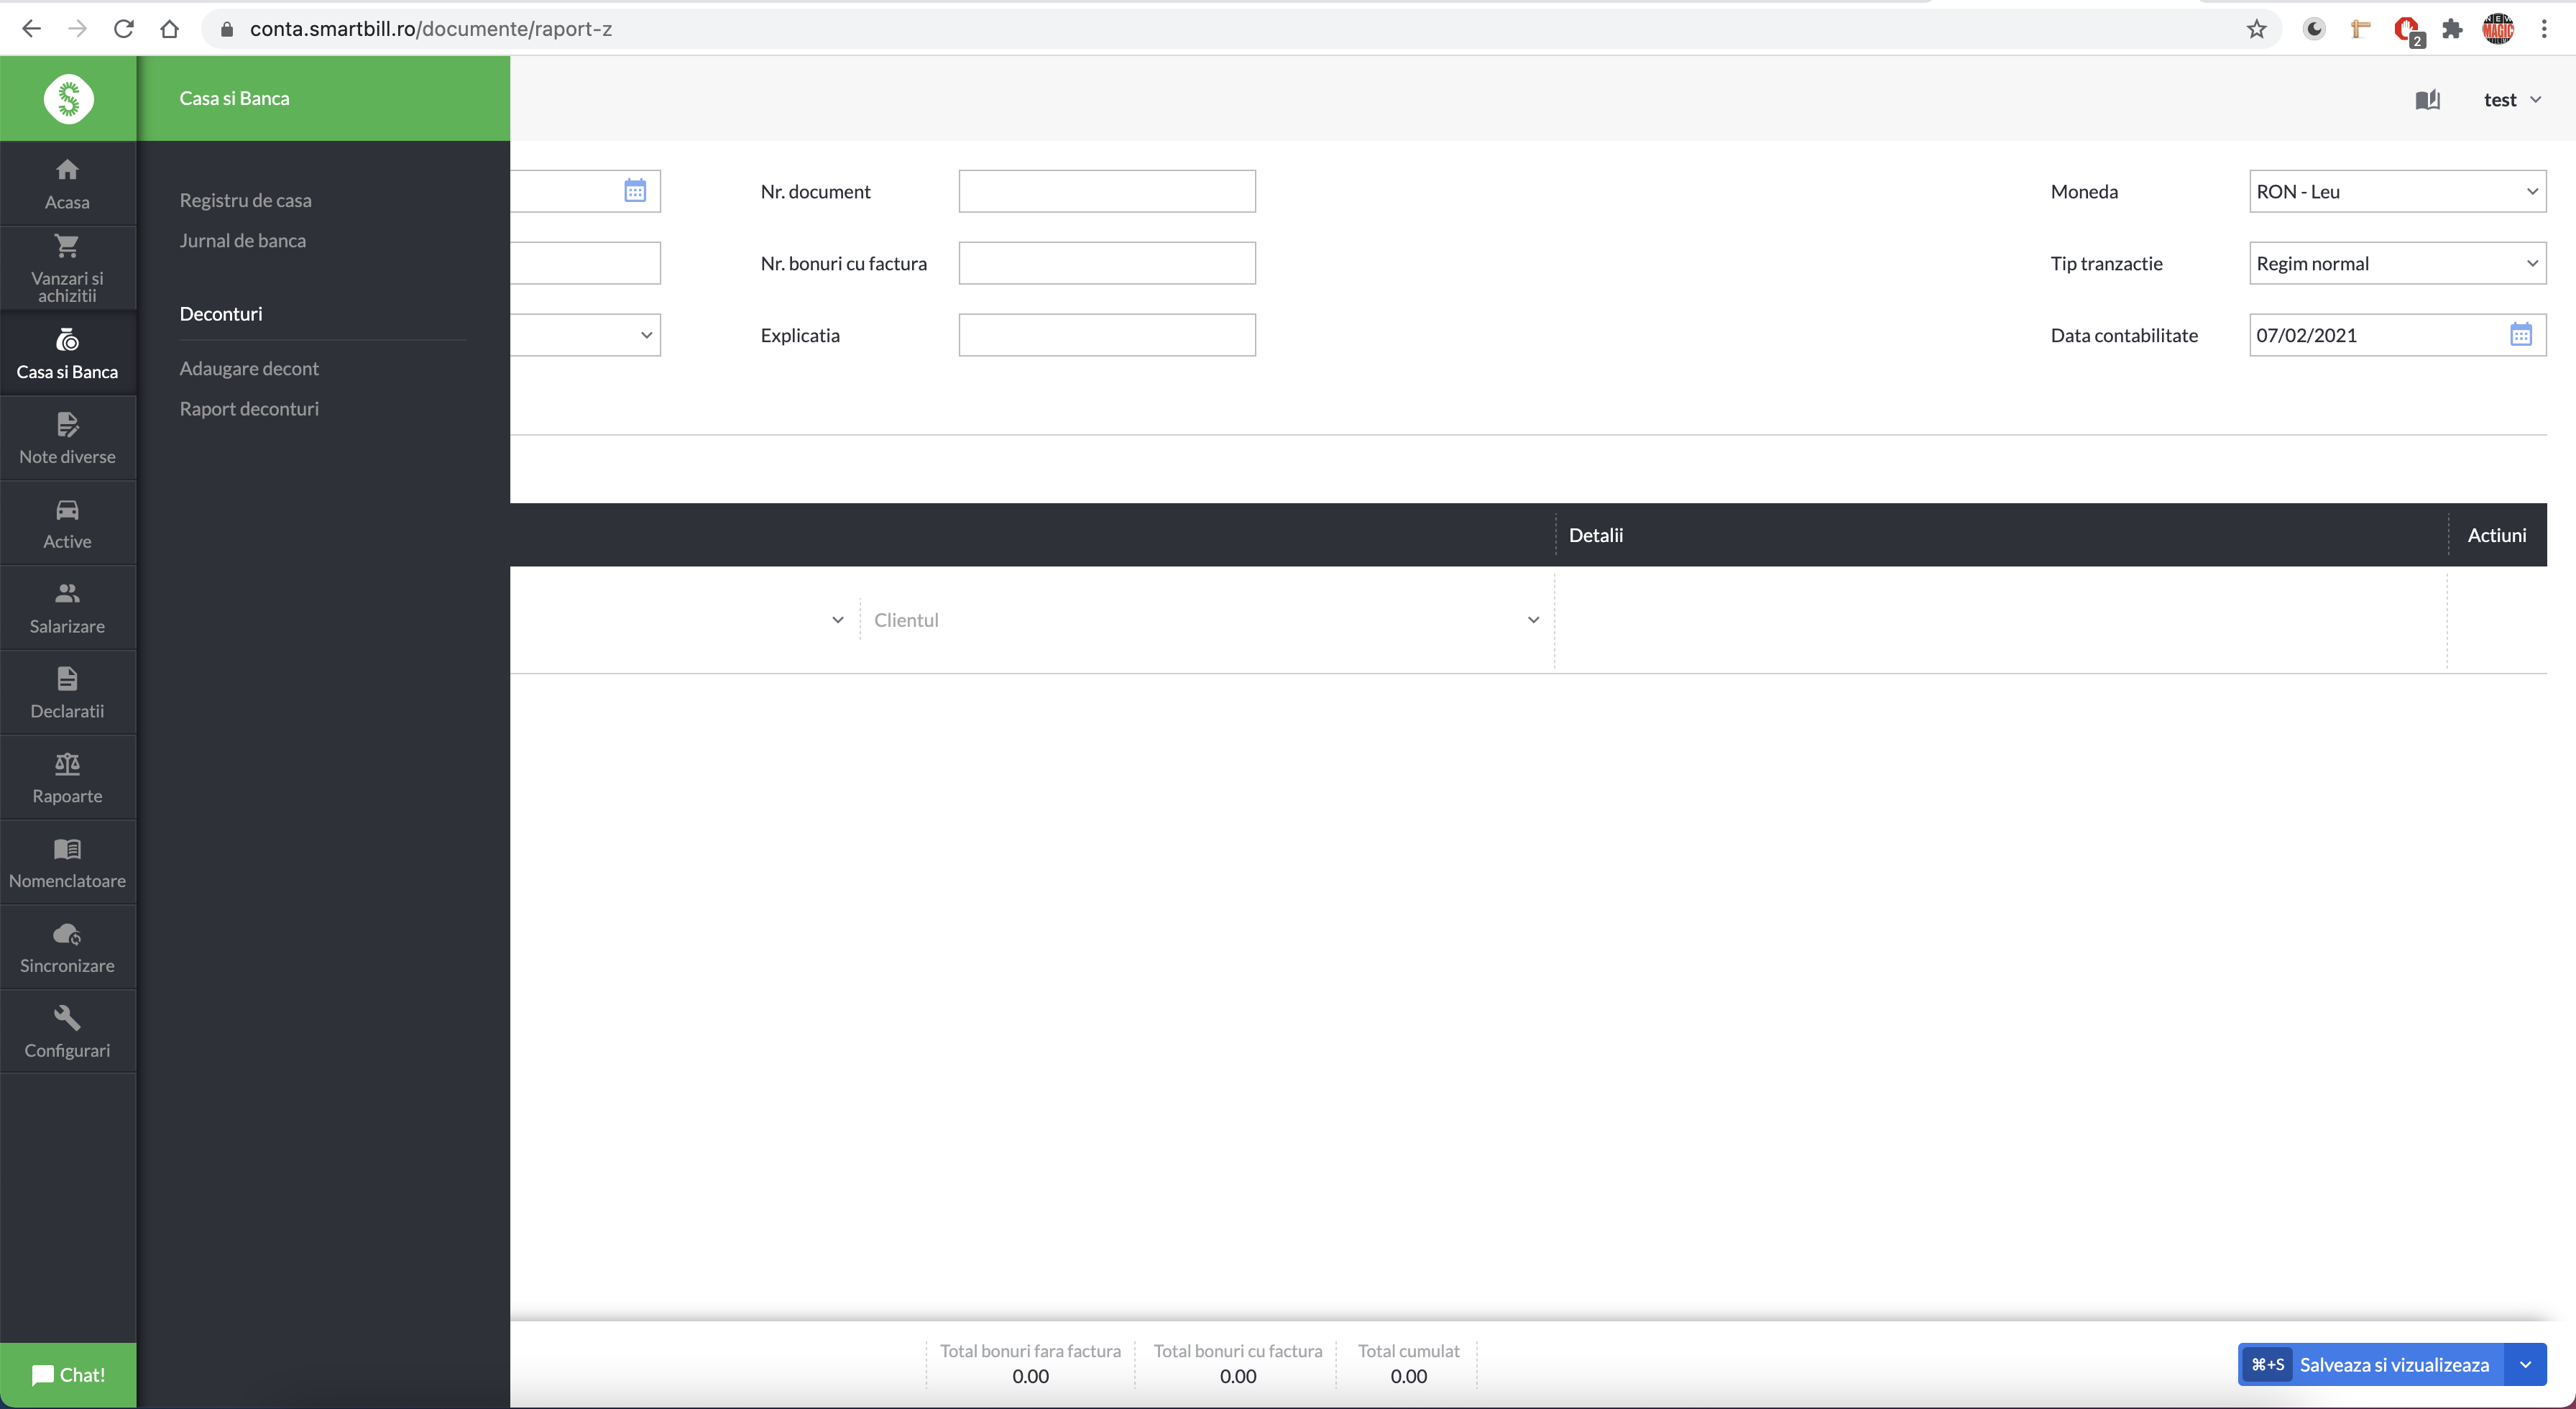 conta.smartbill.ro/documente/raport-z
2
NEW
MAGIC
Casa si Banca
test
Acasa
Vanzari si
achizitii
Casa si Banca
Note diverse
Active
Salarizare
Declaratii
Rapoarte
Nomenclatoare
Sincronizare
Configurari
Chat!
Registru de casa
Jurnal de banca
Deconturi
Adaugare decont
Raport deconturi
Nr. document
Moneda
RON - Leu
Nr. bonuri cu factura
Tip tranzactie
Regim normal
Explicatia
Data contabilitate
07/02/2021
Detalii
Actiuni
Clientul
Total bonuri fara factura
0.00
Total bonuri cu factura
0.00
Total cumulat
0.00
⌘+S Salveaza si vizualizeaza